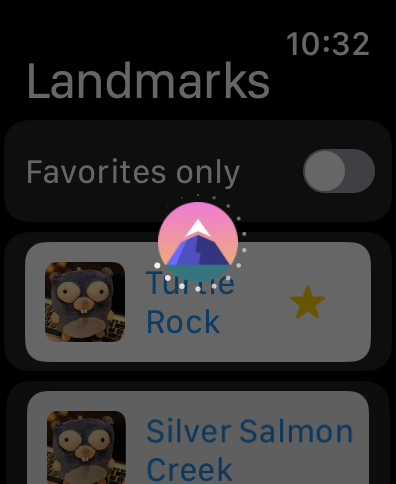 10:32
Landmarks
Favorites only
Turtle
Rock
Silver Salmon
Creek